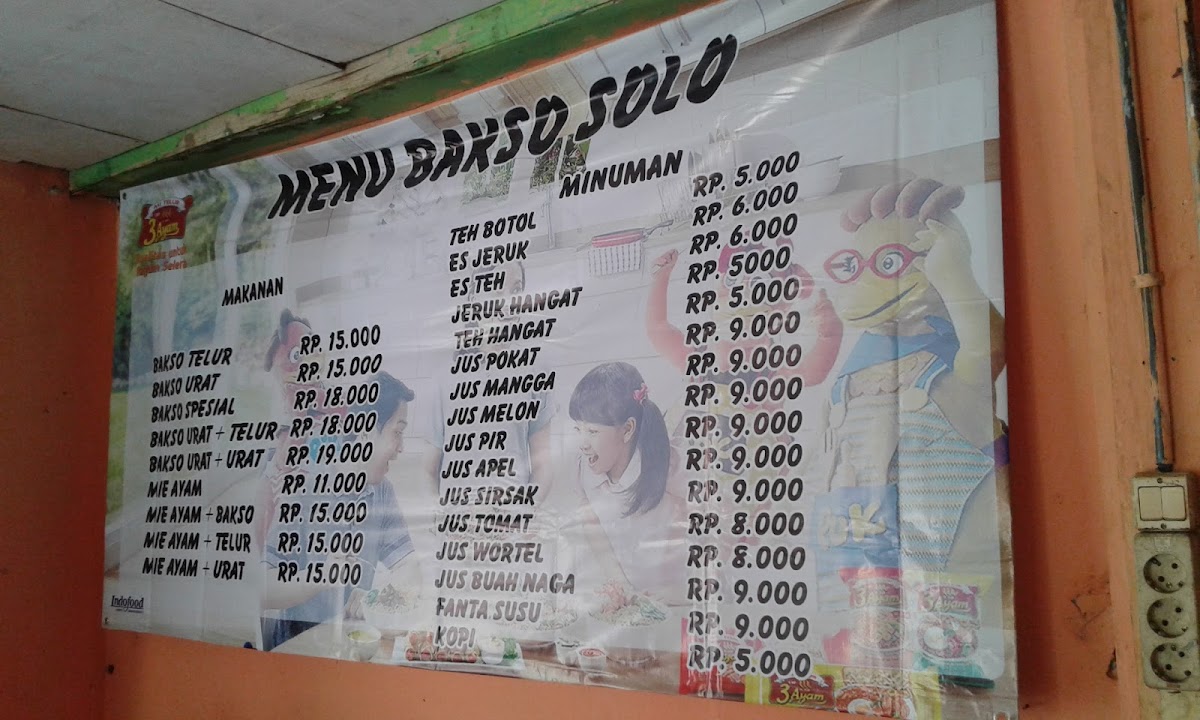 MENU BAKSO SOLO
3 Ayam
MAKANAN
BAKSO TELUR RP. 15.000
BAKSO URAT RP. 15.000
BAKSO SPESIAL RP. 18.000
BAKSO URAT + TELUR RP. 18.000
BAKSO URAT + URAT RP. 19.000
MIE AYAM RP. 11.000
MIE AYAM + BAKSO RP. 15.000
MIE AYAM + TELUR RP. 15.000
MIE AYAM + URAT RP. 15.000
MINUMAN
TEH BOTOL RP. 5.000
ES JERUK RP. 6.000
ES TEH RP. 6.000
JERUK HANGAT RP. 5000
TEH HANGAT RP. 5.000
JUS POKAT RP. 9.000
JUS MANGGA RP. 9.000
JUS MELON RP. 9.000
JUS PIR RP. 9.000
JUS APEL RP. 9.000
JUS SIRSAK RP. 9.000
JUS TOMAT RP. 8.000
JUS WORTEL RP. 8.000
JUS BUAH NAGA RP. 9.000
FANTA SUSU RP. 9.000
KOPI RP. 5.000
Indofood
3 Ayam
3 Ayam